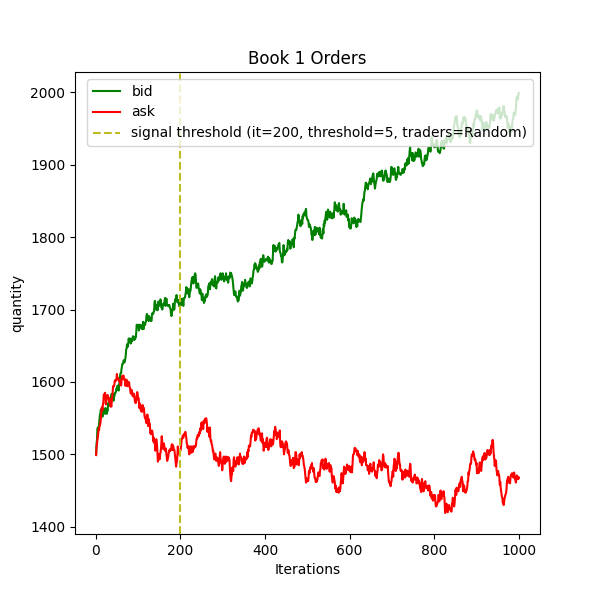 Book 1 Orders
bid
ask
signal threshold (it=200, threshold=5, traders=Random)
quantity
2000
1900
1800
1700
1600
1500
1400
0
200
400
600
800
1000
Iterations